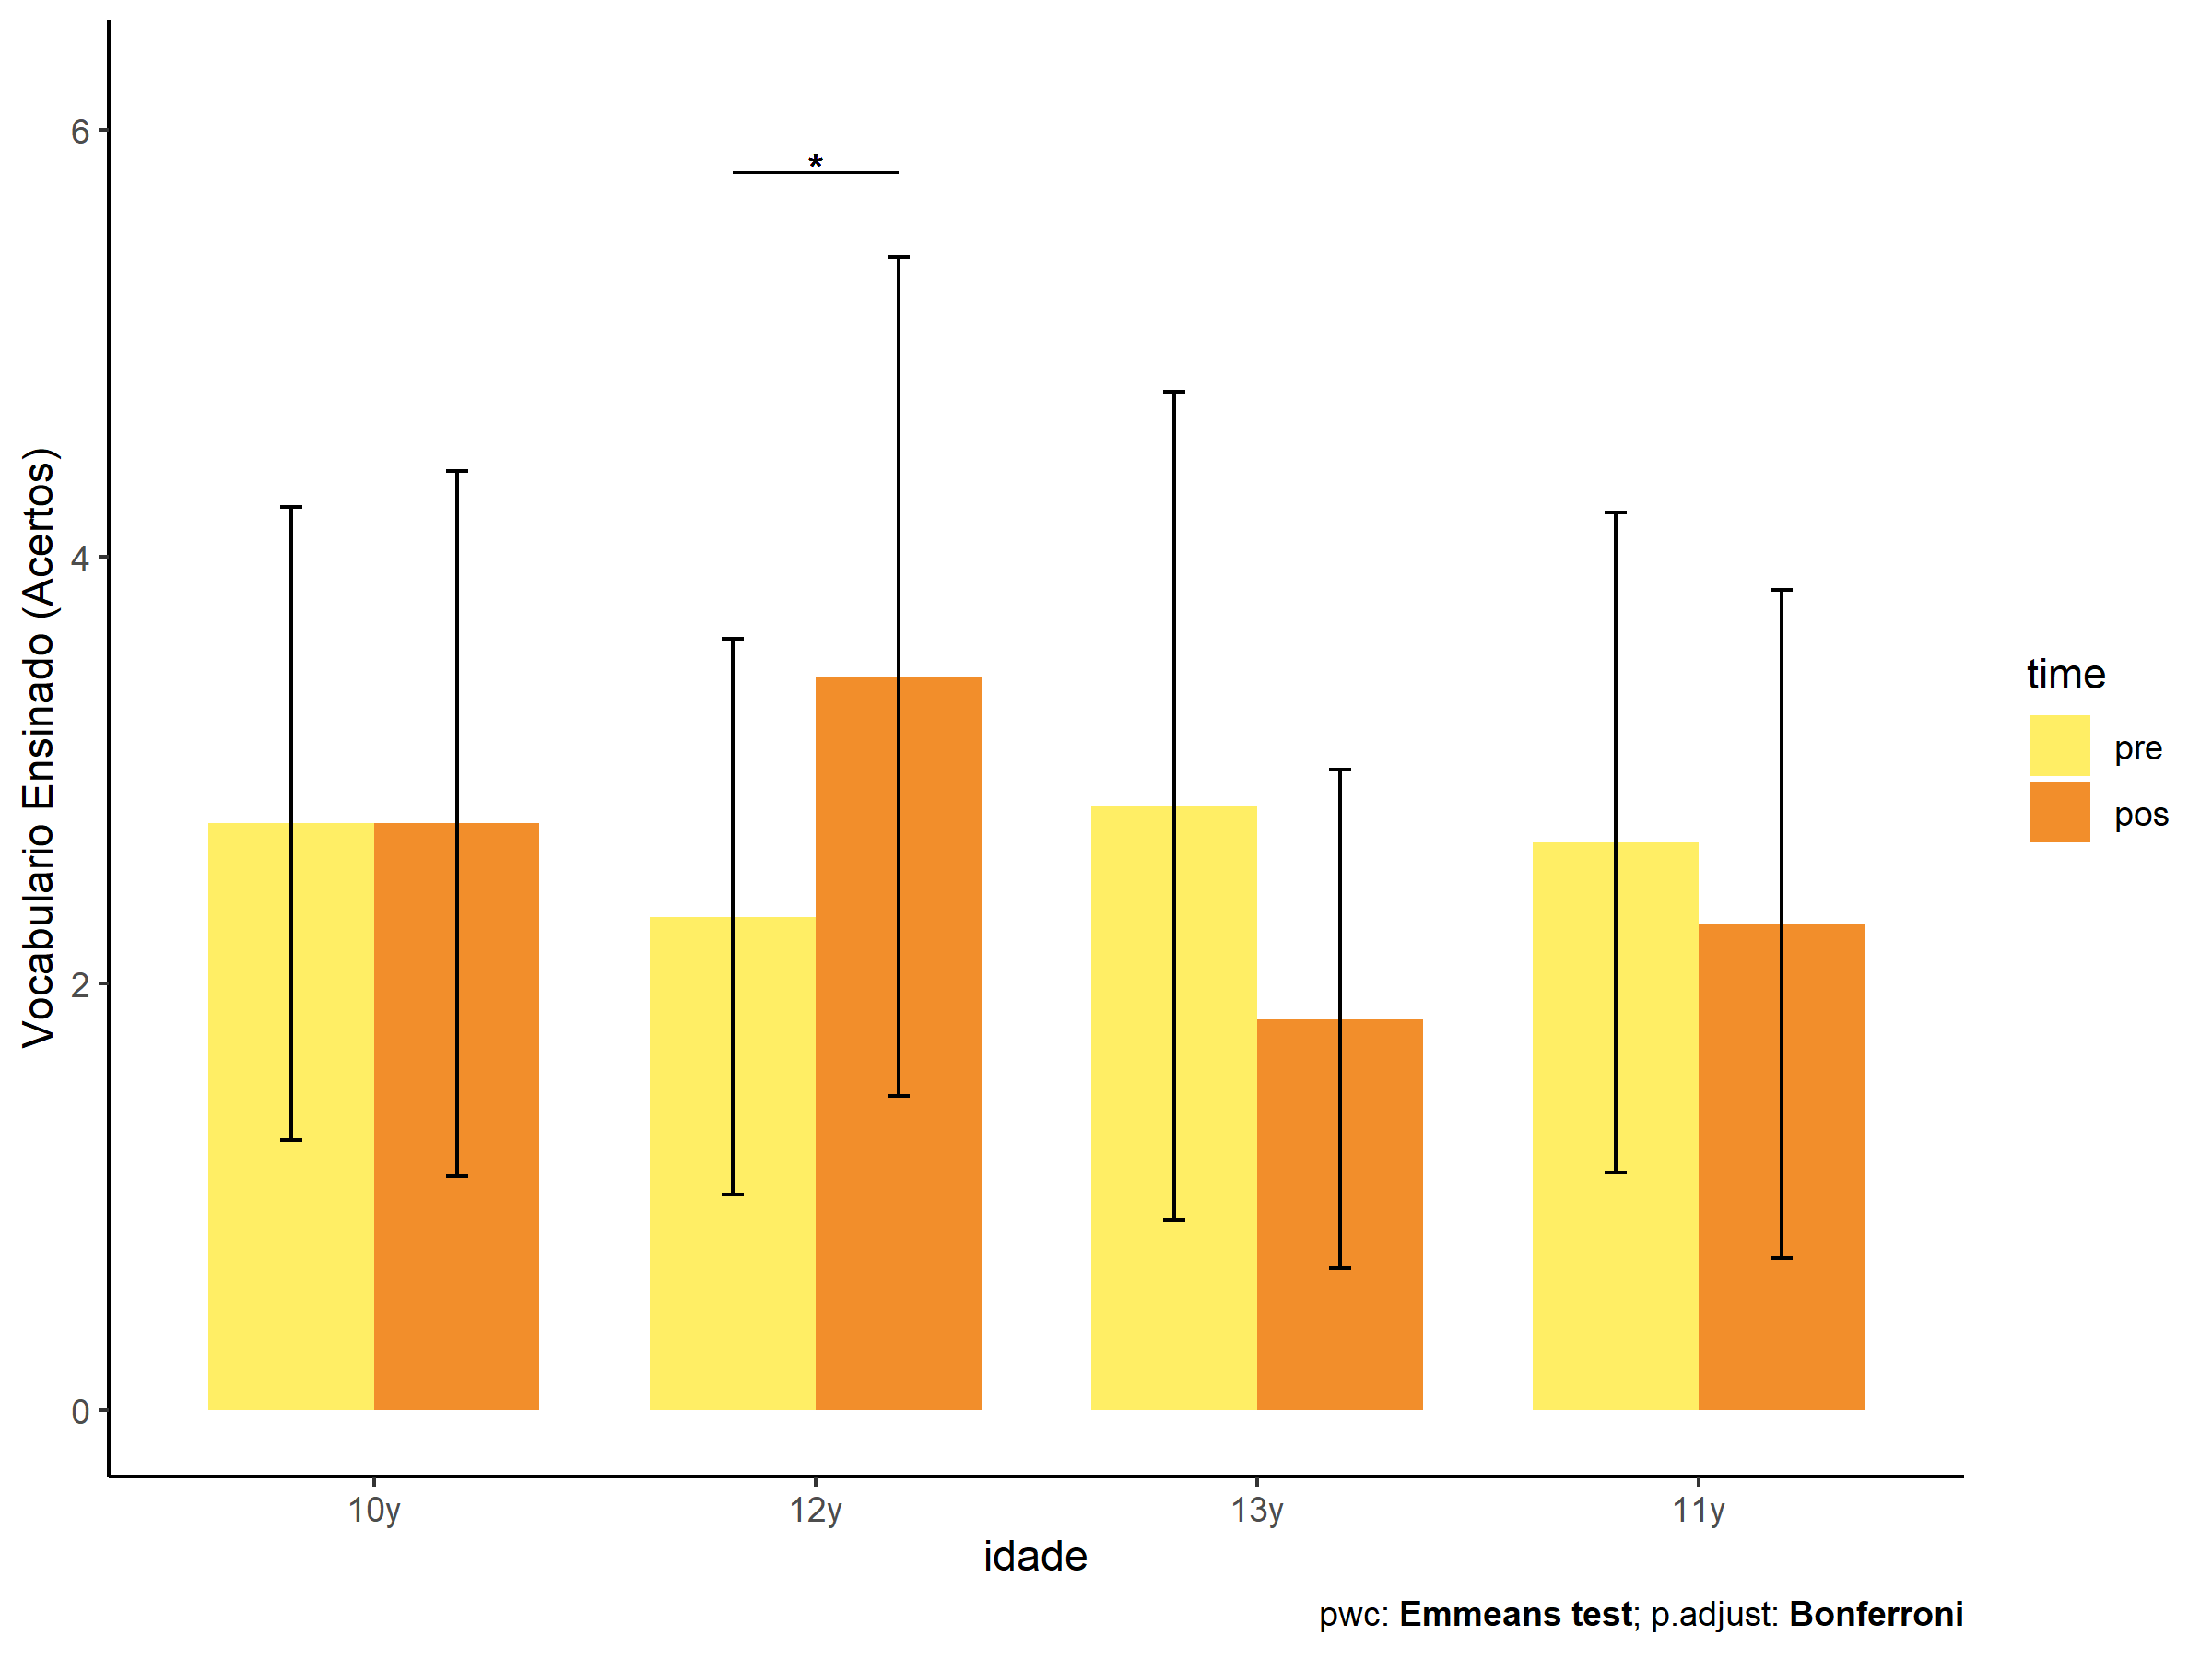 Vocabulario Ensinado (Acertos)
6
4
2
0
*
10y
12y
13y
11y
idade
time
pre
pos
pwc: Emmeans test; p.adjust: Bonferroni